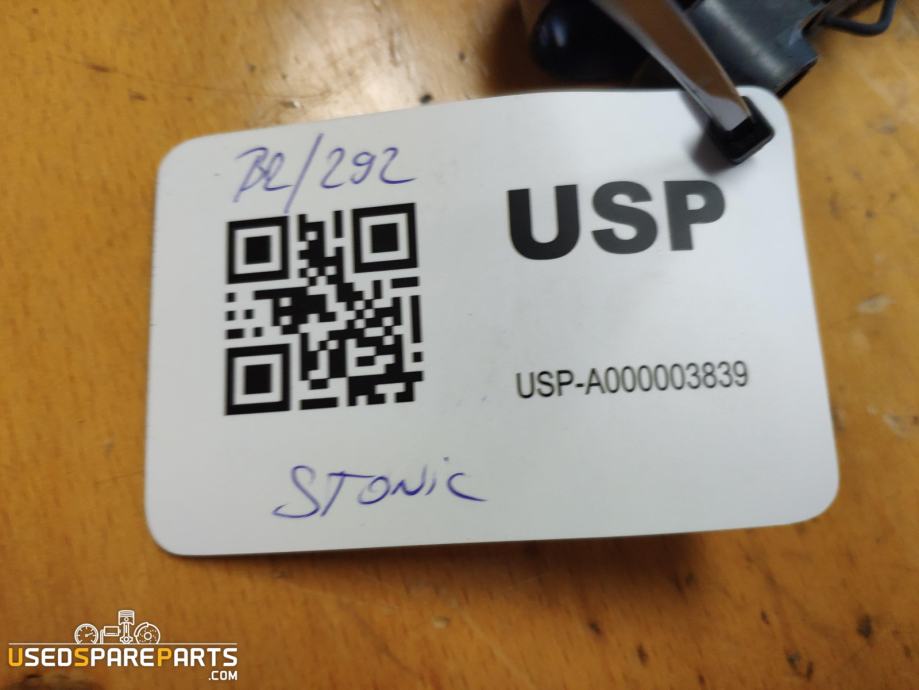 BR/292
USP
USP-A000003839
STONIC
USEDSPAREPARTS
.COM